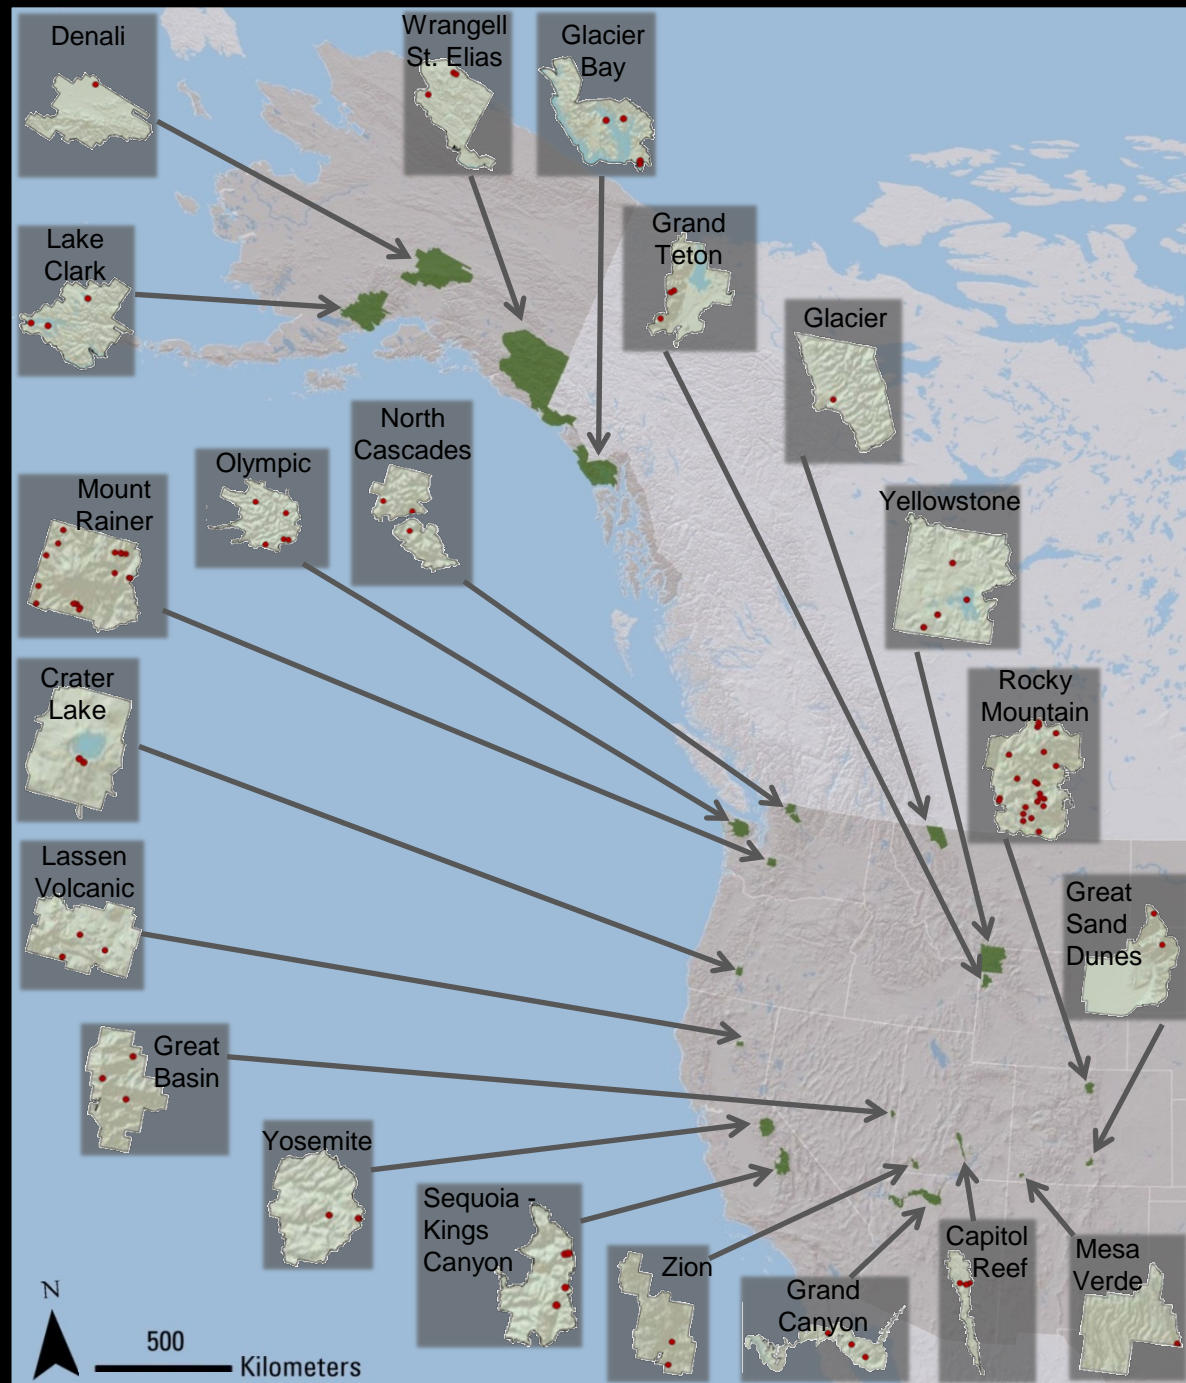 Denali
Wrangell
St. Elias
Glacier
Bay
Lake
Clark
Grand
Teton
Glacier
North
Cascades
Olympic
Mount
Rainer
Yellowstone
Crater
Lake
Rocky
Mountain
Lassen
Volcanic
Great
Sand
Dunes
Great
Basin
Yosemite
Sequoia -
Kings
Canyon
Zion
Grand
Canyon
Capitol
Reef
Mesa
Verde
N
500
Kilometers